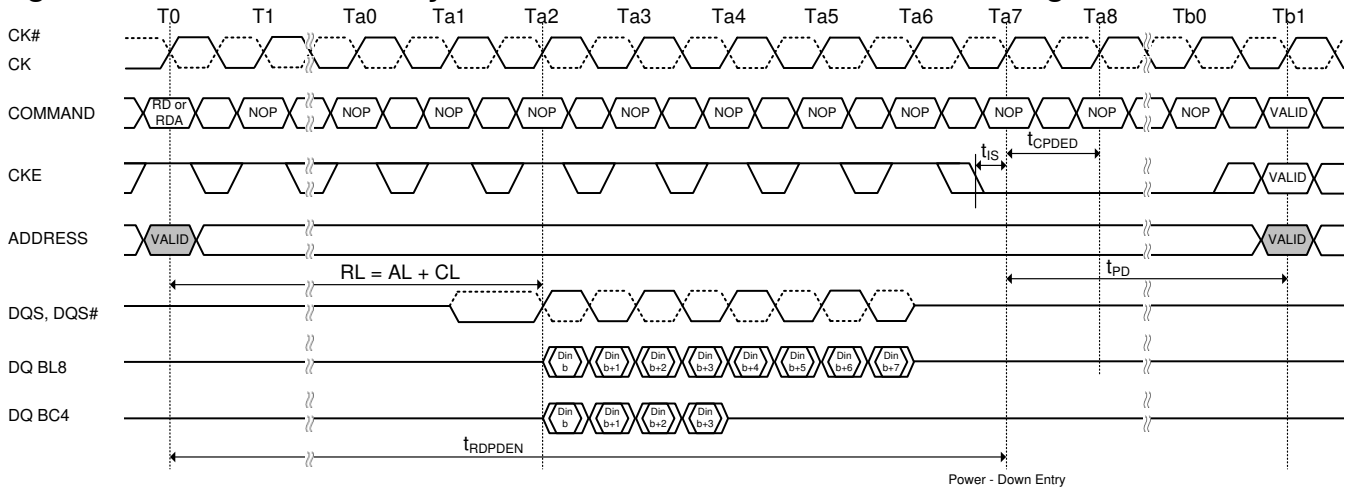 T0 T1 Ta0 Ta1 Ta2 Ta3 Ta4 Ta5 Ta6 Ta7 Ta8 Tb0 Tb1
CK#
CK
COMMAND RD or RDA NOP NOP NOP NOP NOP NOP NOP NOP NOP NOP NOP VALID
tIS tCPDED
CKE VALID
ADDRESS VALID VALID
RL = AL + CL tPD
DQS, DQS#
DQ BL8 Din b Din b+1 Din b+2 Din b+3 Din b+4 Din b+5 Din b+6 Din b+7
DQ BC4 Din b Din b+1 Din b+2 Din b+3
tRDPDEN
Power - Down Entry